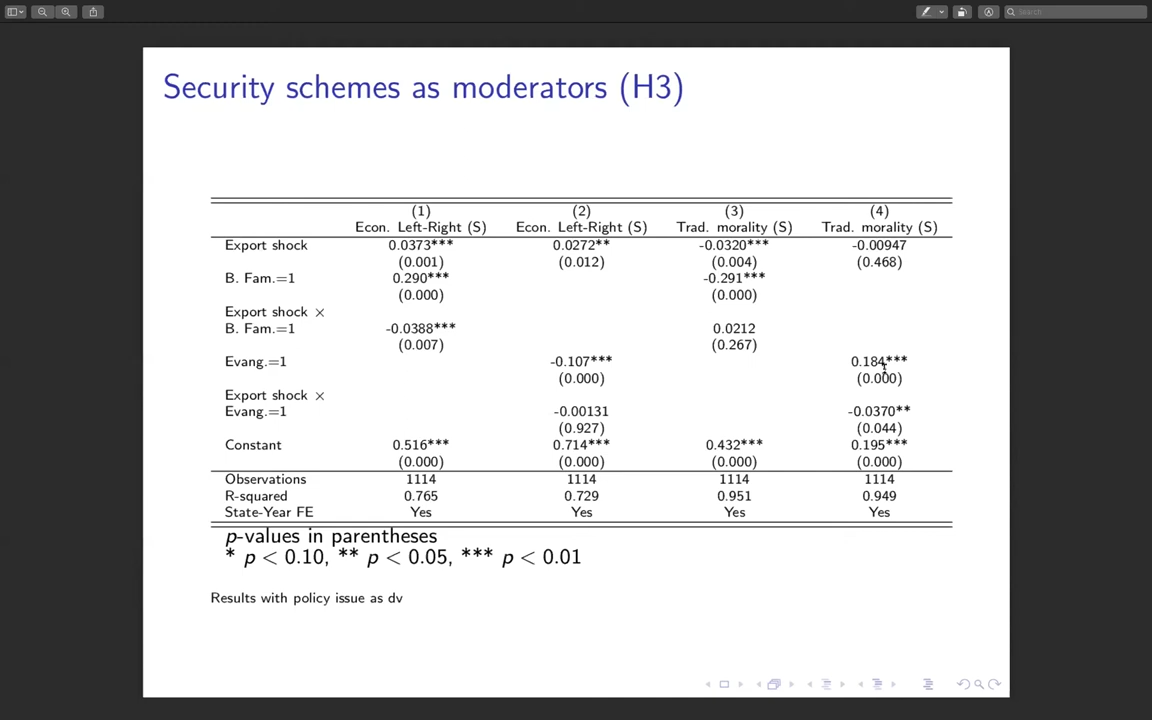 Search
Security schemes as moderators (H3)
(1) (2) (3) (4)
Econ. Left-Right (S) Econ. Left-Right (S) Trad. morality (S) Trad. morality (S)
Export shock 0.0373*** 0.0272** -0.0320*** -0.00947
(0.001) (0.012) (0.004) (0.468)
B. Fam.=1 0.290*** -0.291***
(0.000) (0.000)
Export shock ×
B. Fam.=1 -0.0388*** 0.0212
(0.007) (0.267)
Evang.=1 -0.107*** 0.184***
(0.000) (0.000)
Export shock ×
Evang.=1 -0.00131 -0.0370**
(0.927) (0.044)
Constant 0.516*** 0.714*** 0.432*** 0.195***
(0.000) (0.000) (0.000) (0.000)
Observations 1114 1114 1114 1114
R-squared 0.765 0.729 0.951 0.949
State-Year FE Yes Yes Yes Yes
p-values in parentheses
* p < 0.10, ** p < 0.05, *** p < 0.01
Results with policy issue as dv